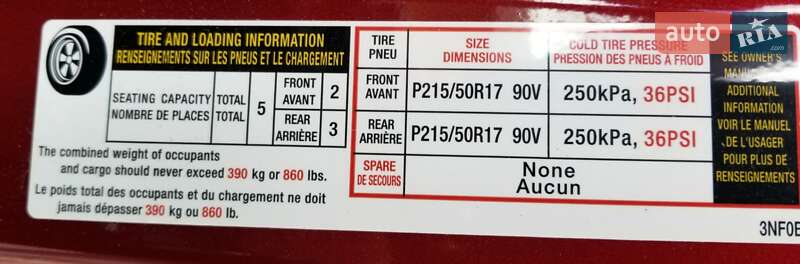 auto RIA.com
TIRE AND LOADING INFORMATION
RENSEIGNEMENTS SUR LES PNEUS ET LE CHARGEMENT
SEATING CAPACITY TOTAL 5 FRONT 2
NOMBRE DE PLACES TOTAL AVANT
REAR 3
ARRIÈRE
The combined weight of occupants
and cargo should never exceed 390 kg or 860 lbs.
Le poids total des occupants et du chargement ne doit
jamais dépasser 390 kg ou 860 lb.
TIRE SIZE COLD TIRE PRESSURE
PNEU DIMENSIONS PRESSION DES PNEUS À FROID
FRONT P215/50R17 90V 250kPa, 36PSI
AVANT
REAR P215/50R17 90V 250kPa, 36PSI
ARRIÈRE
SPARE None
DE SECOURS Aucun
SEE OWNER'S
ADDITIONAL
INFORMATION
VOIR LE MANUEL
DE L'USAGER
POUR PLUS DE
RENSEIGNEMENTS